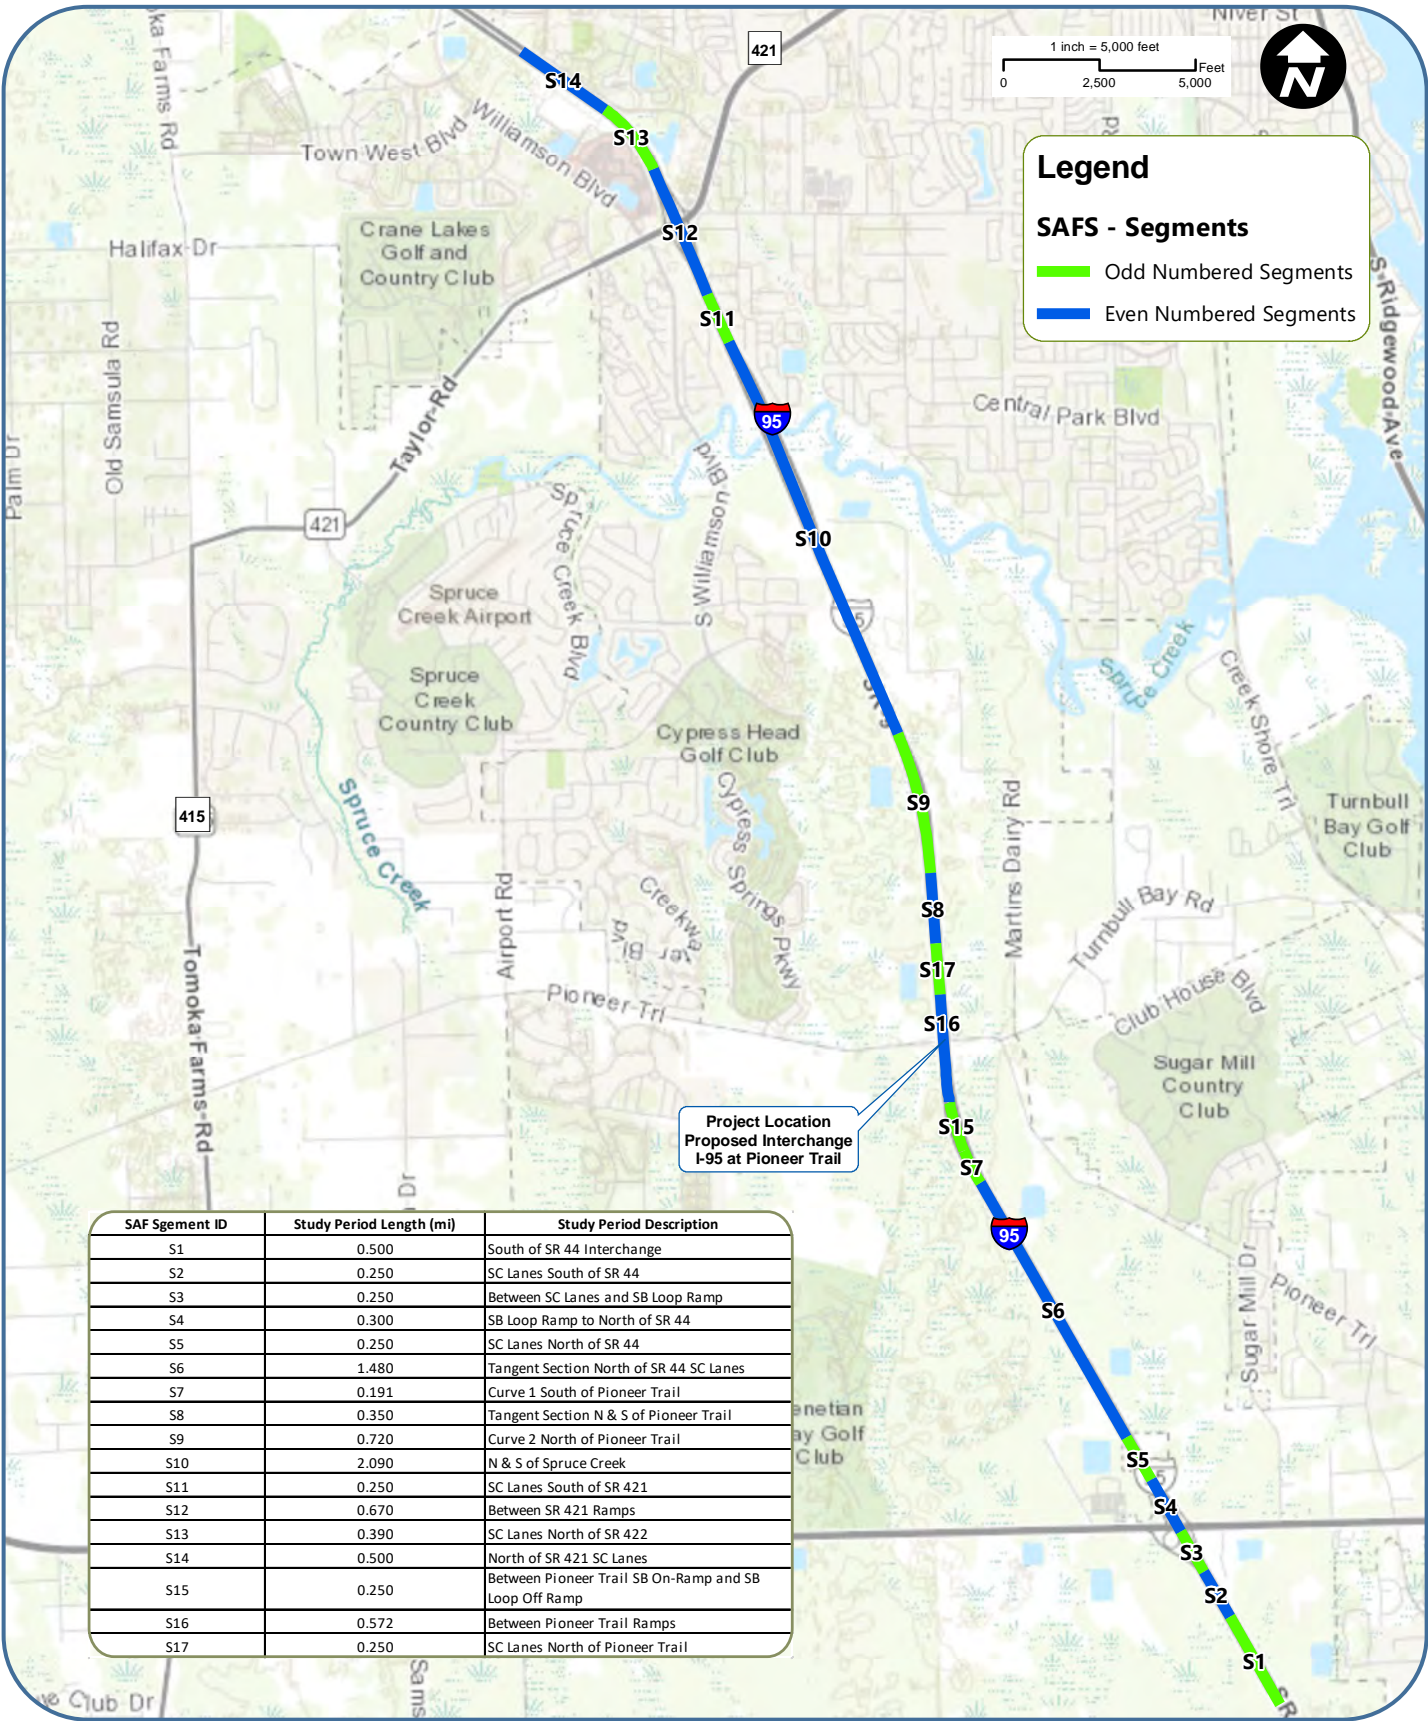 Niver St
421
1 inch = 5,000 feet
Feet
0 2,500 5,000
N
Legend
SAFS - Segments
Odd Numbered Segments
Even Numbered Segments
S14
S13
Williamson Blvd
Town West Blvd
S12
Crane Lakes
Golf and
Country Club
Halifax Dr
S11
S-Ridgewood-Ave
Old Samsula Rd
Palm Dr
Taylor-Rd
Central Park Blvd
95
421
S Williamson Blvd
Spruce Creek Blvd
S10
Spruce
Creek Airport
Spruce
Creek
Country Club
Spruce Creek
Creek Shore Trl
Cypress Head
Golf Club
S9
Turnbull
Bay Golf
Club
415
Spruce Creek
Cypress Springs Pkwy
Martins Dairy Rd
Airport Rd
S8
Turnbull Bay Rd
S17
Tomoka-Farms-Rd
Pioneer Trl
S16
Club House Blvd
Sugar Mill
Country
Club
Project Location
Proposed Interchange
I-95 at Pioneer Trail
S15
S7
95
S6
Sugar Mill Dr
Pioneer Trl
S5
S4
S3
S2
S1
SAF Sgement ID Study Period Length (mi) Study Period Description
S1 0.500 South of SR 44 Interchange
S2 0.250 SC Lanes South of SR 44
S3 0.250 Between SC Lanes and SB Loop Ramp
S4 0.300 SB Loop Ramp to North of SR 44
S5 0.250 SC Lanes North of SR 44
S6 1.480 Tangent Section North of SR 44 SC Lanes
S7 0.191 Curve 1 South of Pioneer Trail
S8 0.350 Tangent Section N & S of Pioneer Trail
S9 0.720 Curve 2 North of Pioneer Trail
S10 2.090 N & S of Spruce Creek
S11 0.250 SC Lanes South of SR 421
S12 0.670 Between SR 421 Ramps
S13 0.390 SC Lanes North of SR 422
S14 0.500 North of SR 421 SC Lanes
S15 0.250 Between Pioneer Trail SB On-Ramp and SB
Loop Off Ramp
S16 0.572 Between Pioneer Trail Ramps
S17 0.250 SC Lanes North of Pioneer Trail
enetian
ay Golf
Club
Club Dr
Sams
SR